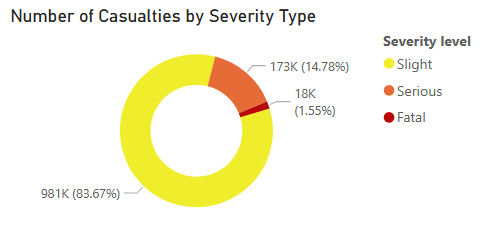 Number of Casualties by Severity Type
Severity level
Slight
Serious
Fatal
173K (14.78%)
18K
(1.55%)
981K (83.67%)